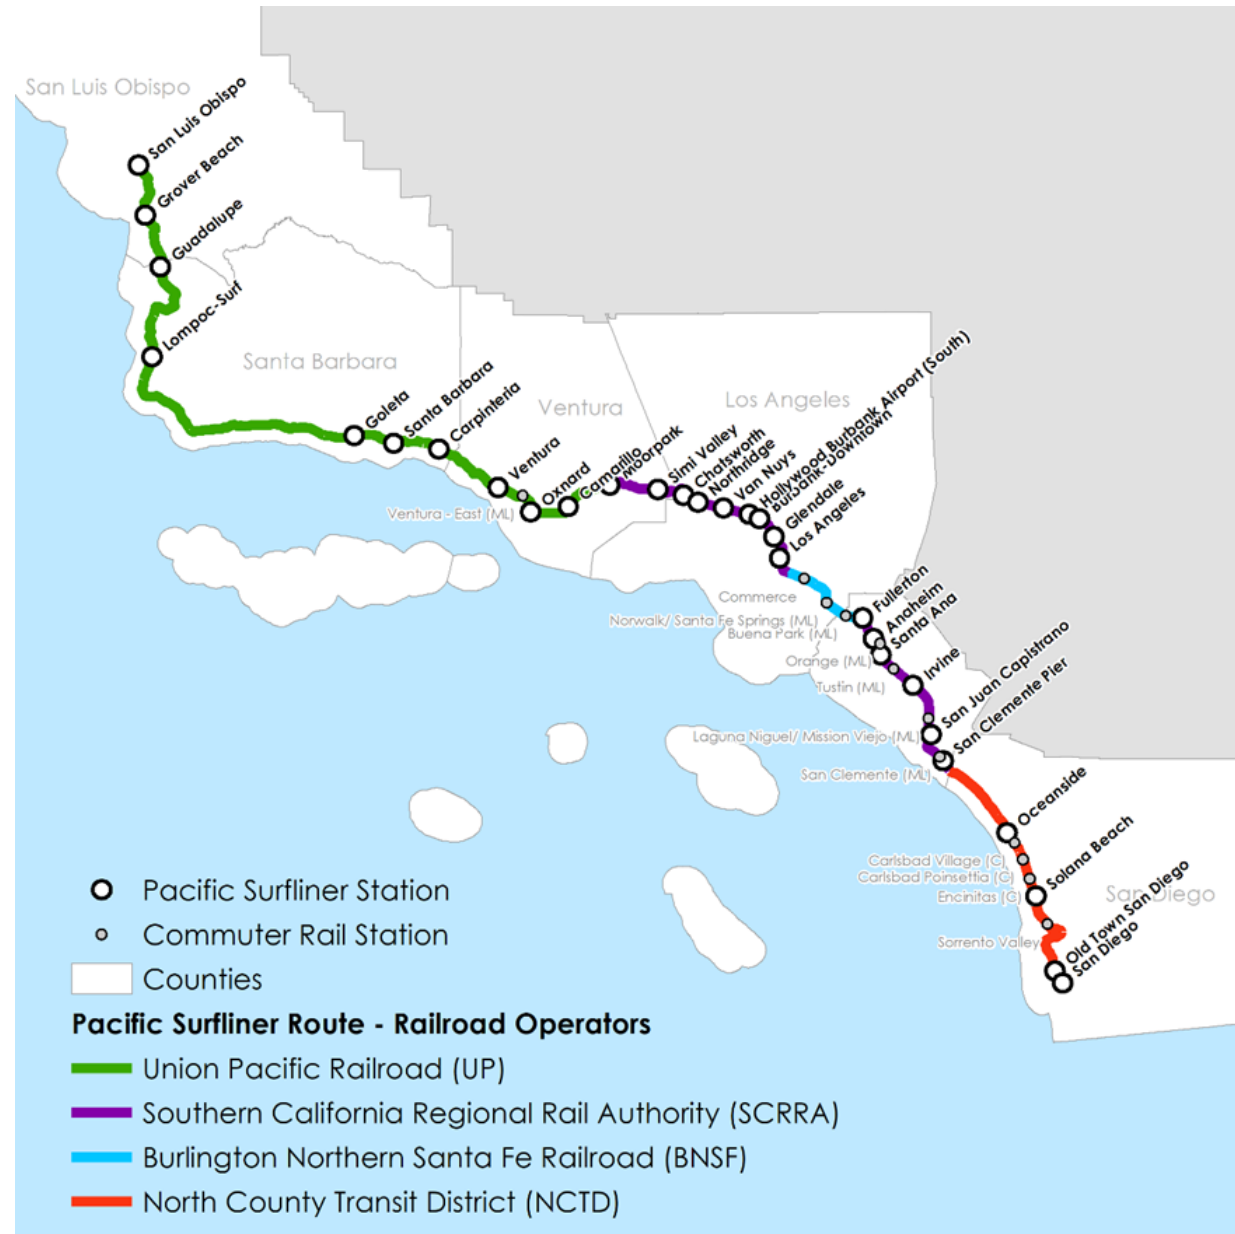 San Luis Obispo
San Luis Obispo
Grover Beach
Guadalupe
Lompoc-Surf
Santa Barbara
Goleta
Santa Barbara
Carpinteria
Ventura
Ventura
Ventura - East (ML)
Oxnard
Camarillo
Moorpark
Los Angeles
Simi Valley
Chatsworth
Northridge
Van Nuys
Hollywood Burbank Airport (South)
Burbank-Downtown
Glendale
Los Angeles
Commerce
Norwalk/ Santa Fe Springs (ML)
Buena Park (ML)
Fullerton
Anaheim
Santa Ana
Orange (ML)
Tustin (ML)
Irvine
Laguna Niguel/ Mission Viejo (ML)
San Juan Capistrano
San Clemente Pier
San Clemente (ML)
Oceanside
Carlsbad Village (C)
Carlsbad Poinsettia (C)
Encinitas (C)
Solana Beach
San Diego
Sorrento Valley
Old Town San Diego
San Diego
Pacific Surfliner Station
Commuter Rail Station
Counties
Pacific Surfliner Route - Railroad Operators
Union Pacific Railroad (UP)
Southern California Regional Rail Authority (SCRRA)
Burlington Northern Santa Fe Railroad (BNSF)
North County Transit District (NCTD)